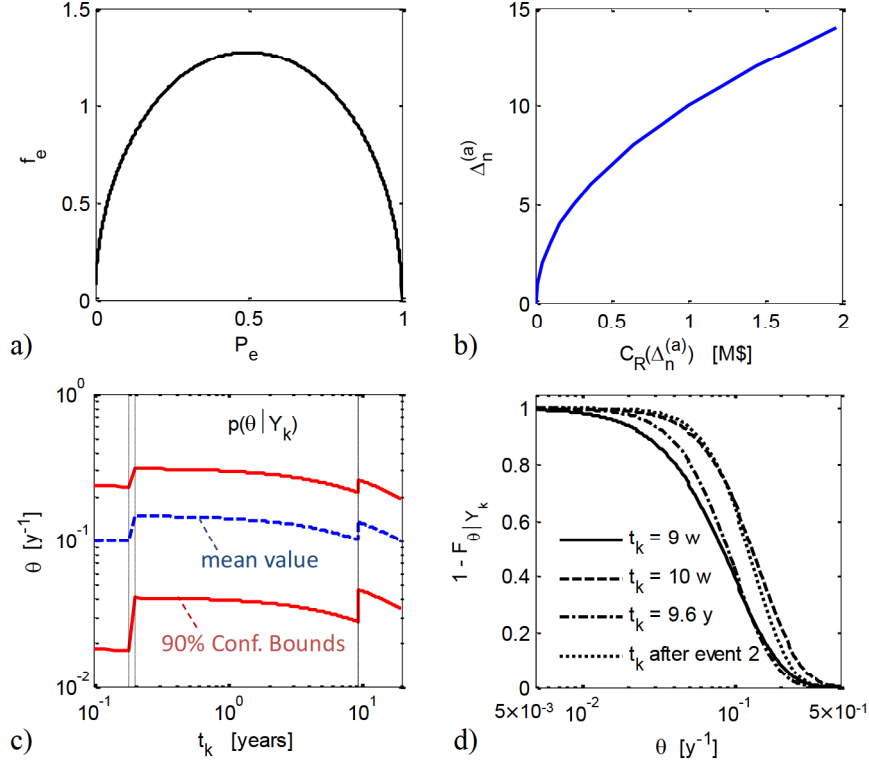 1.5
1
0.5
0
f_e
0
0.5
1
P_e
a)
15
10
5
0
Δ_n^(a)
0
0.5
1
1.5
2
C_R(Δ_n^(a)) [M$]
b)
10^0
10^-1
10^-2
θ [y^-1]
p(θ|Y_k)
mean value
90% Conf. Bounds
10^-1
10^0
10^1
t_k [years]
c)
1
0.8
0.6
0.4
0.2
0
1 - F_θ|Y_k
t_k = 9 w
t_k = 10 w
t_k = 9.6 y
t_k after event 2
5×10^-3
10^-2
10^-1
5×10^-1
θ [y^-1]
d)